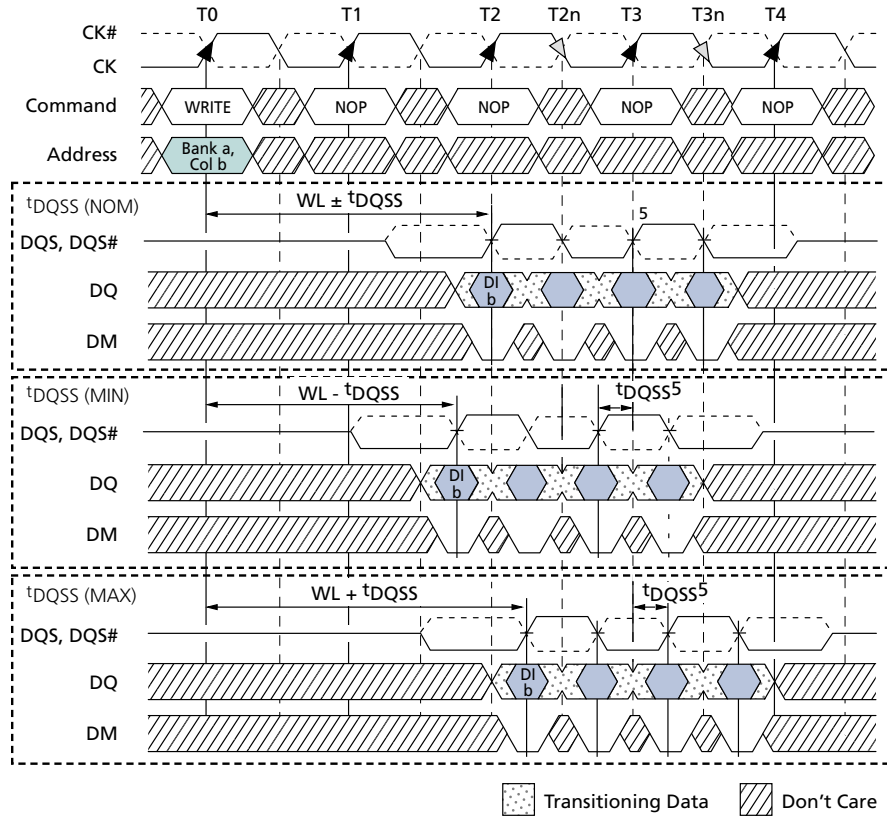 T0 T1 T2 T2n T3 T3n T4
CK#
CK
Command WRITE NOP NOP NOP NOP
Address Bank a,
Col b
tDQSS (NOM) WL ± tDQSS
5
DQS, DQS#
DQ DI
b
DM
tDQSS (MIN) WL - tDQSS tDQSS5
DQS, DQS#
DQ DI
b
DM
tDQSS (MAX) WL + tDQSS tDQSS5
DQS, DQS#
DQ DI
b
DM
Transitioning Data Don't Care